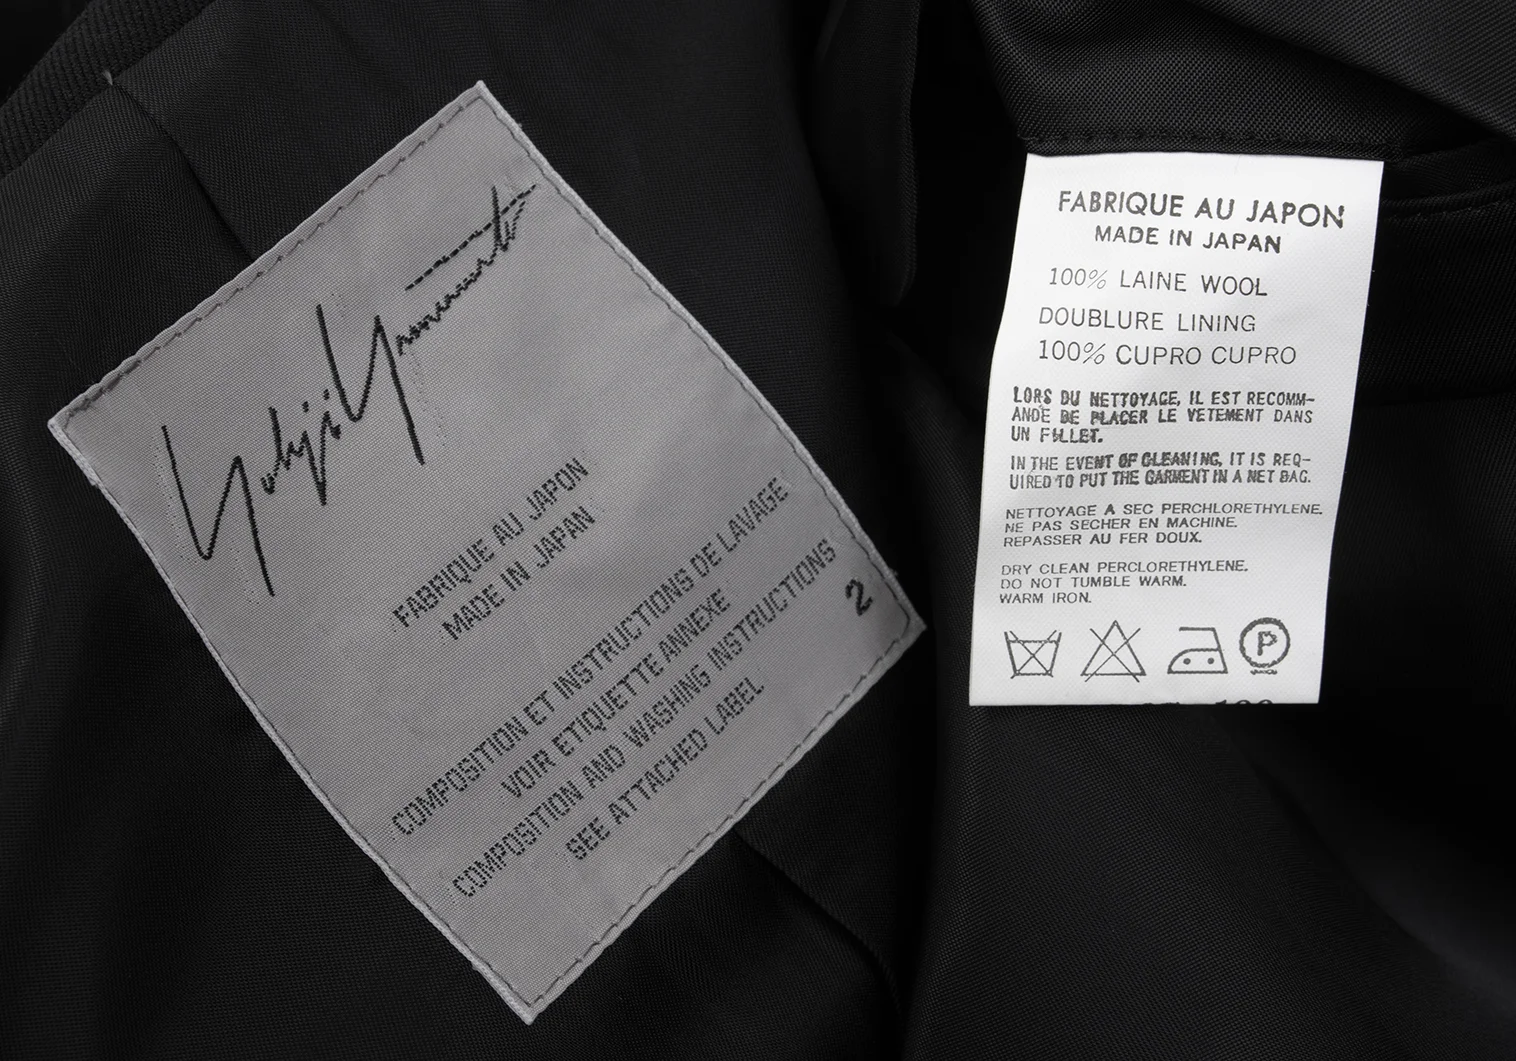 Yohji Yamamoto
FABRIQUE AU JAPON
MADE IN JAPAN
COMPOSITION ET INSTRUCTIONS DE LAVAGE
VOIR ETIQUETTE ANNEXE
COMPOSITION AND WASHING INSTRUCTIONS
SEE ATTACHED LABEL
2
FABRIQUE AU JAPON
MADE IN JAPAN
100% LAINE WOOL
DOUBLURE LINING
100% CUPRO CUPRO
LORS DU NETTOYAGE, IL EST RECOMM-
ANDE DE PLACER LE VETEMENT DANS
UN FILLET.
IN THE EVENT OF CLEANING, IT IS REQ-
UIRED TO PUT THE GARMENT IN A NET BAG.
NETTOYAGE A SEC PERCHLORETHYLENE.
NE PAS SECHER EN MACHINE.
REPASSER AU FER DOUX.
DRY CLEAN PERCLORETHYLENE.
DO NOT TUMBLE WARM.
WARM IRON.
P